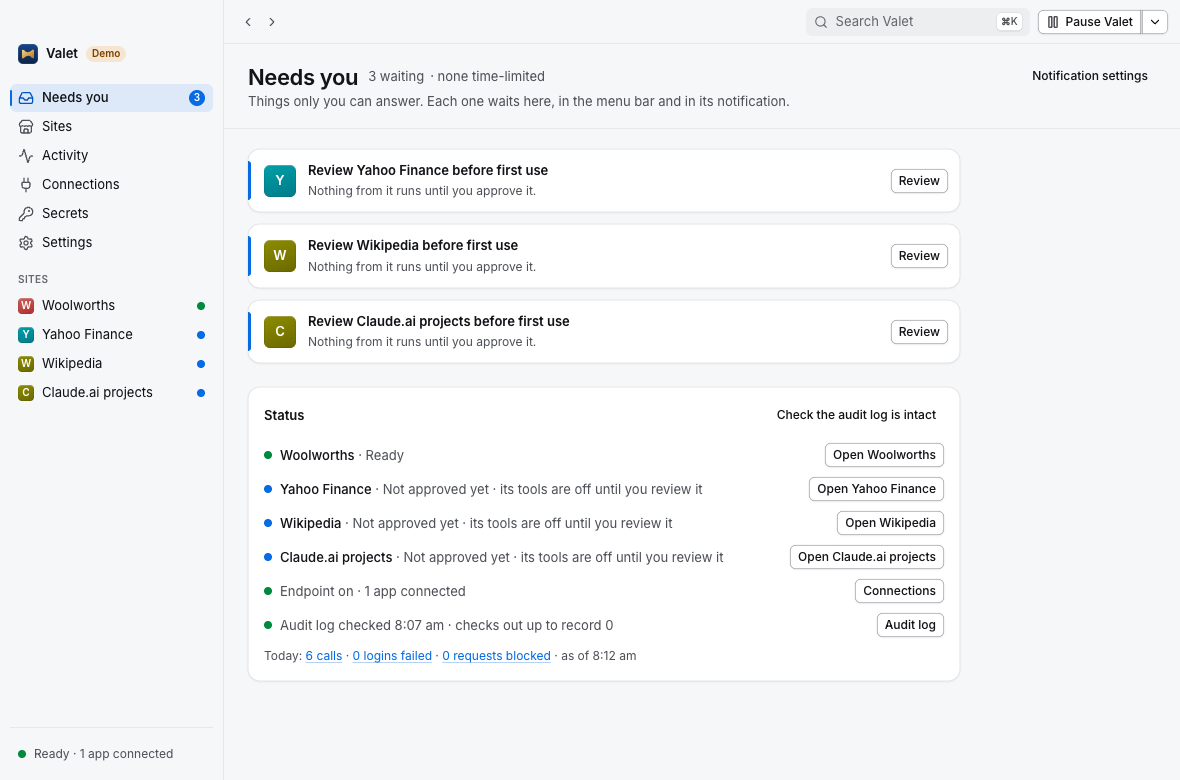 Search Valet
⌘K
Pause Valet
Valet
Demo
Needs you
3
Sites
Activity
Connections
Secrets
Settings
SITES
W Woolworths
Y Yahoo Finance
W Wikipedia
C Claude.ai projects
Ready · 1 app connected
Needs you 3 waiting · none time-limited
Notification settings
Things only you can answer. Each one waits here, in the menu bar and in its notification.
Y
Review Yahoo Finance before first use
Nothing from it runs until you approve it.
Review
W
Review Wikipedia before first use
Nothing from it runs until you approve it.
Review
C
Review Claude.ai projects before first use
Nothing from it runs until you approve it.
Review
Status
Check the audit log is intact
Woolworths · Ready
Open Woolworths
Yahoo Finance · Not approved yet · its tools are off until you review it
Open Yahoo Finance
Wikipedia · Not approved yet · its tools are off until you review it
Open Wikipedia
Claude.ai projects · Not approved yet · its tools are off until you review it
Open Claude.ai projects
Endpoint on · 1 app connected
Connections
Audit log checked 8:07 am · checks out up to record 0
Audit log
Today: 6 calls · 0 logins failed · 0 requests blocked · as of 8:12 am